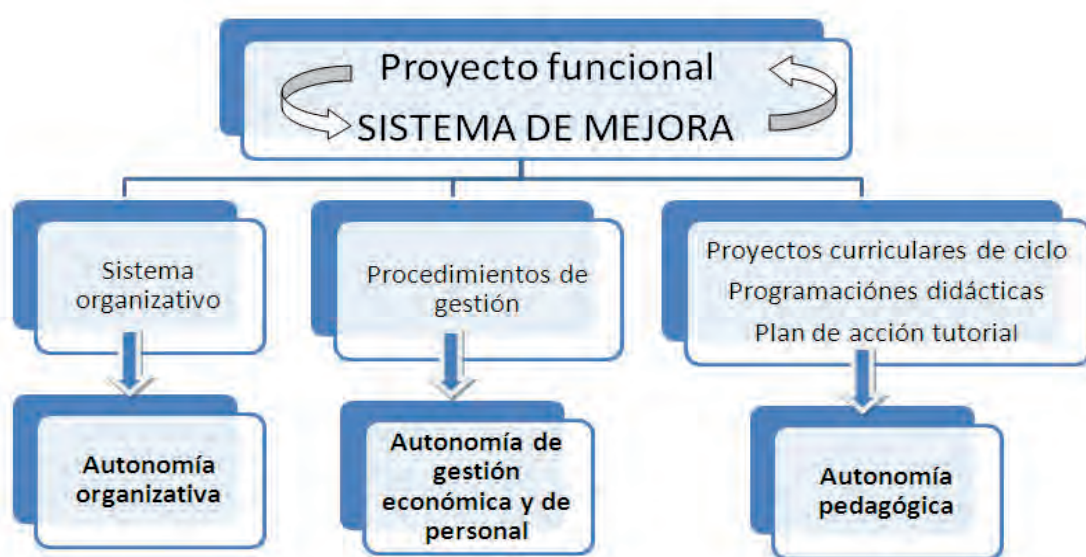 Proyecto funcional
SISTEMA DE MEJORA
Sistema
organizativo
Procedimientos de
gestión
Proyectos curriculares de ciclo
Programaciónes didácticas
Plan de acción tutorial
Autonomía
organizativa
Autonomía de
gestión
económica y de
personal
Autonomía
pedagógica